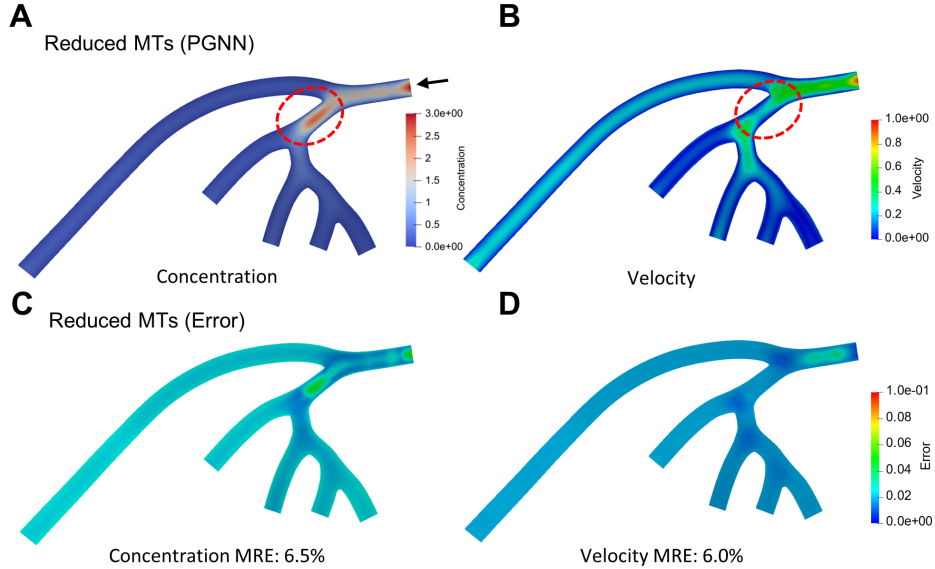 A
B
Reduced MTs (PGNN)
3.0e+00
2.5
2
1.5
1
0.5
0.0e+00
Concentration
1.0e+00
0.8
0.6
0.4
0.2
0.0e+00
Velocity
Concentration
Velocity
C
D
Reduced MTs (Error)
1.0e-01
0.08
0.06
0.04
0.02
0.0e+00
Error
Concentration MRE: 6.5%
Velocity MRE: 6.0%